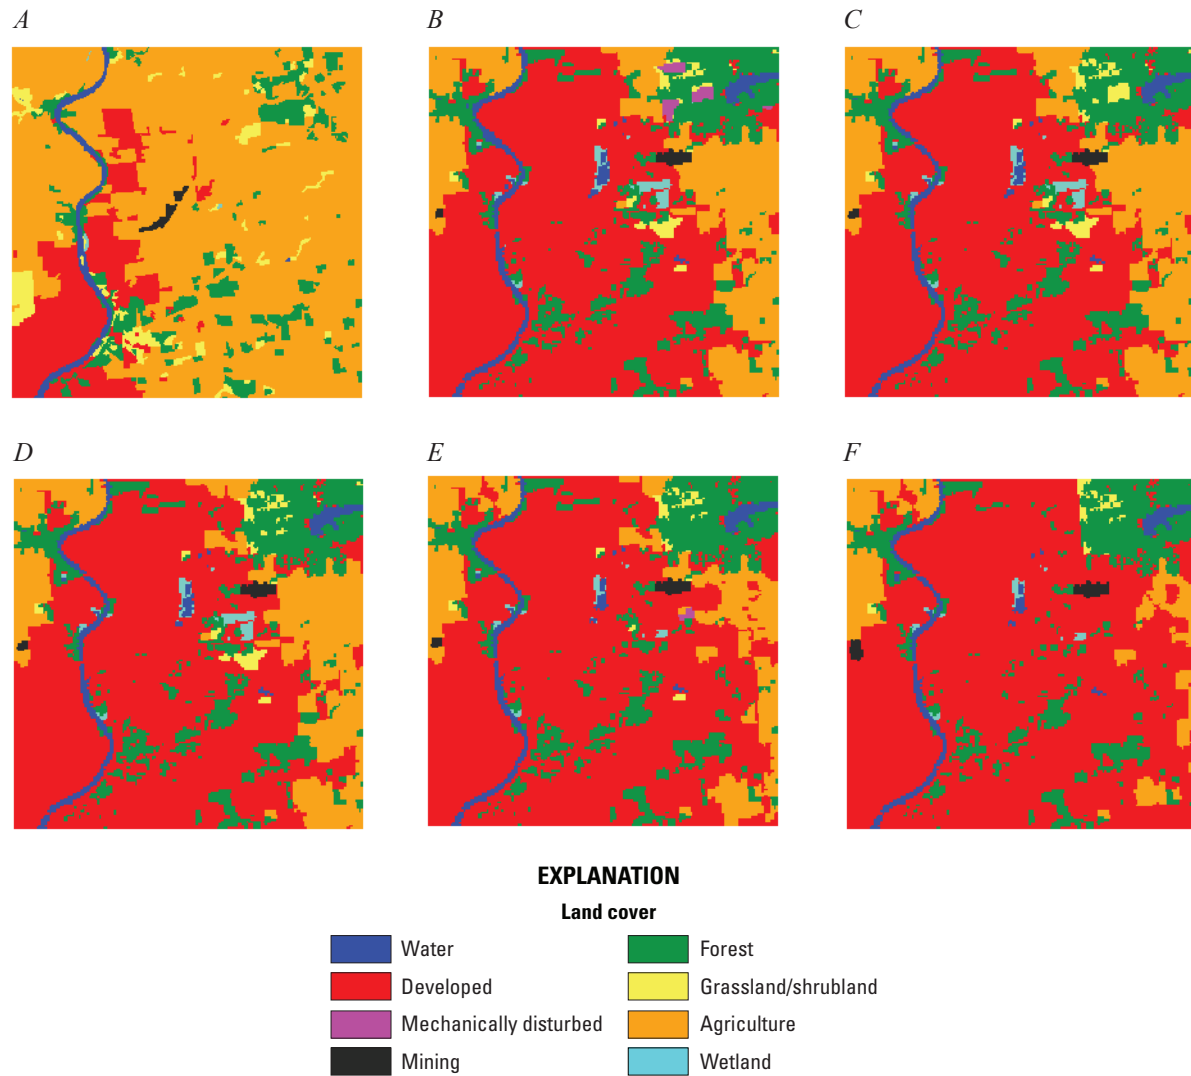 A
B
C
D
E
F
EXPLANATION
Land cover
Water
Forest
Developed
Grassland/shrubland
Mechanically disturbed
Agriculture
Mining
Wetland